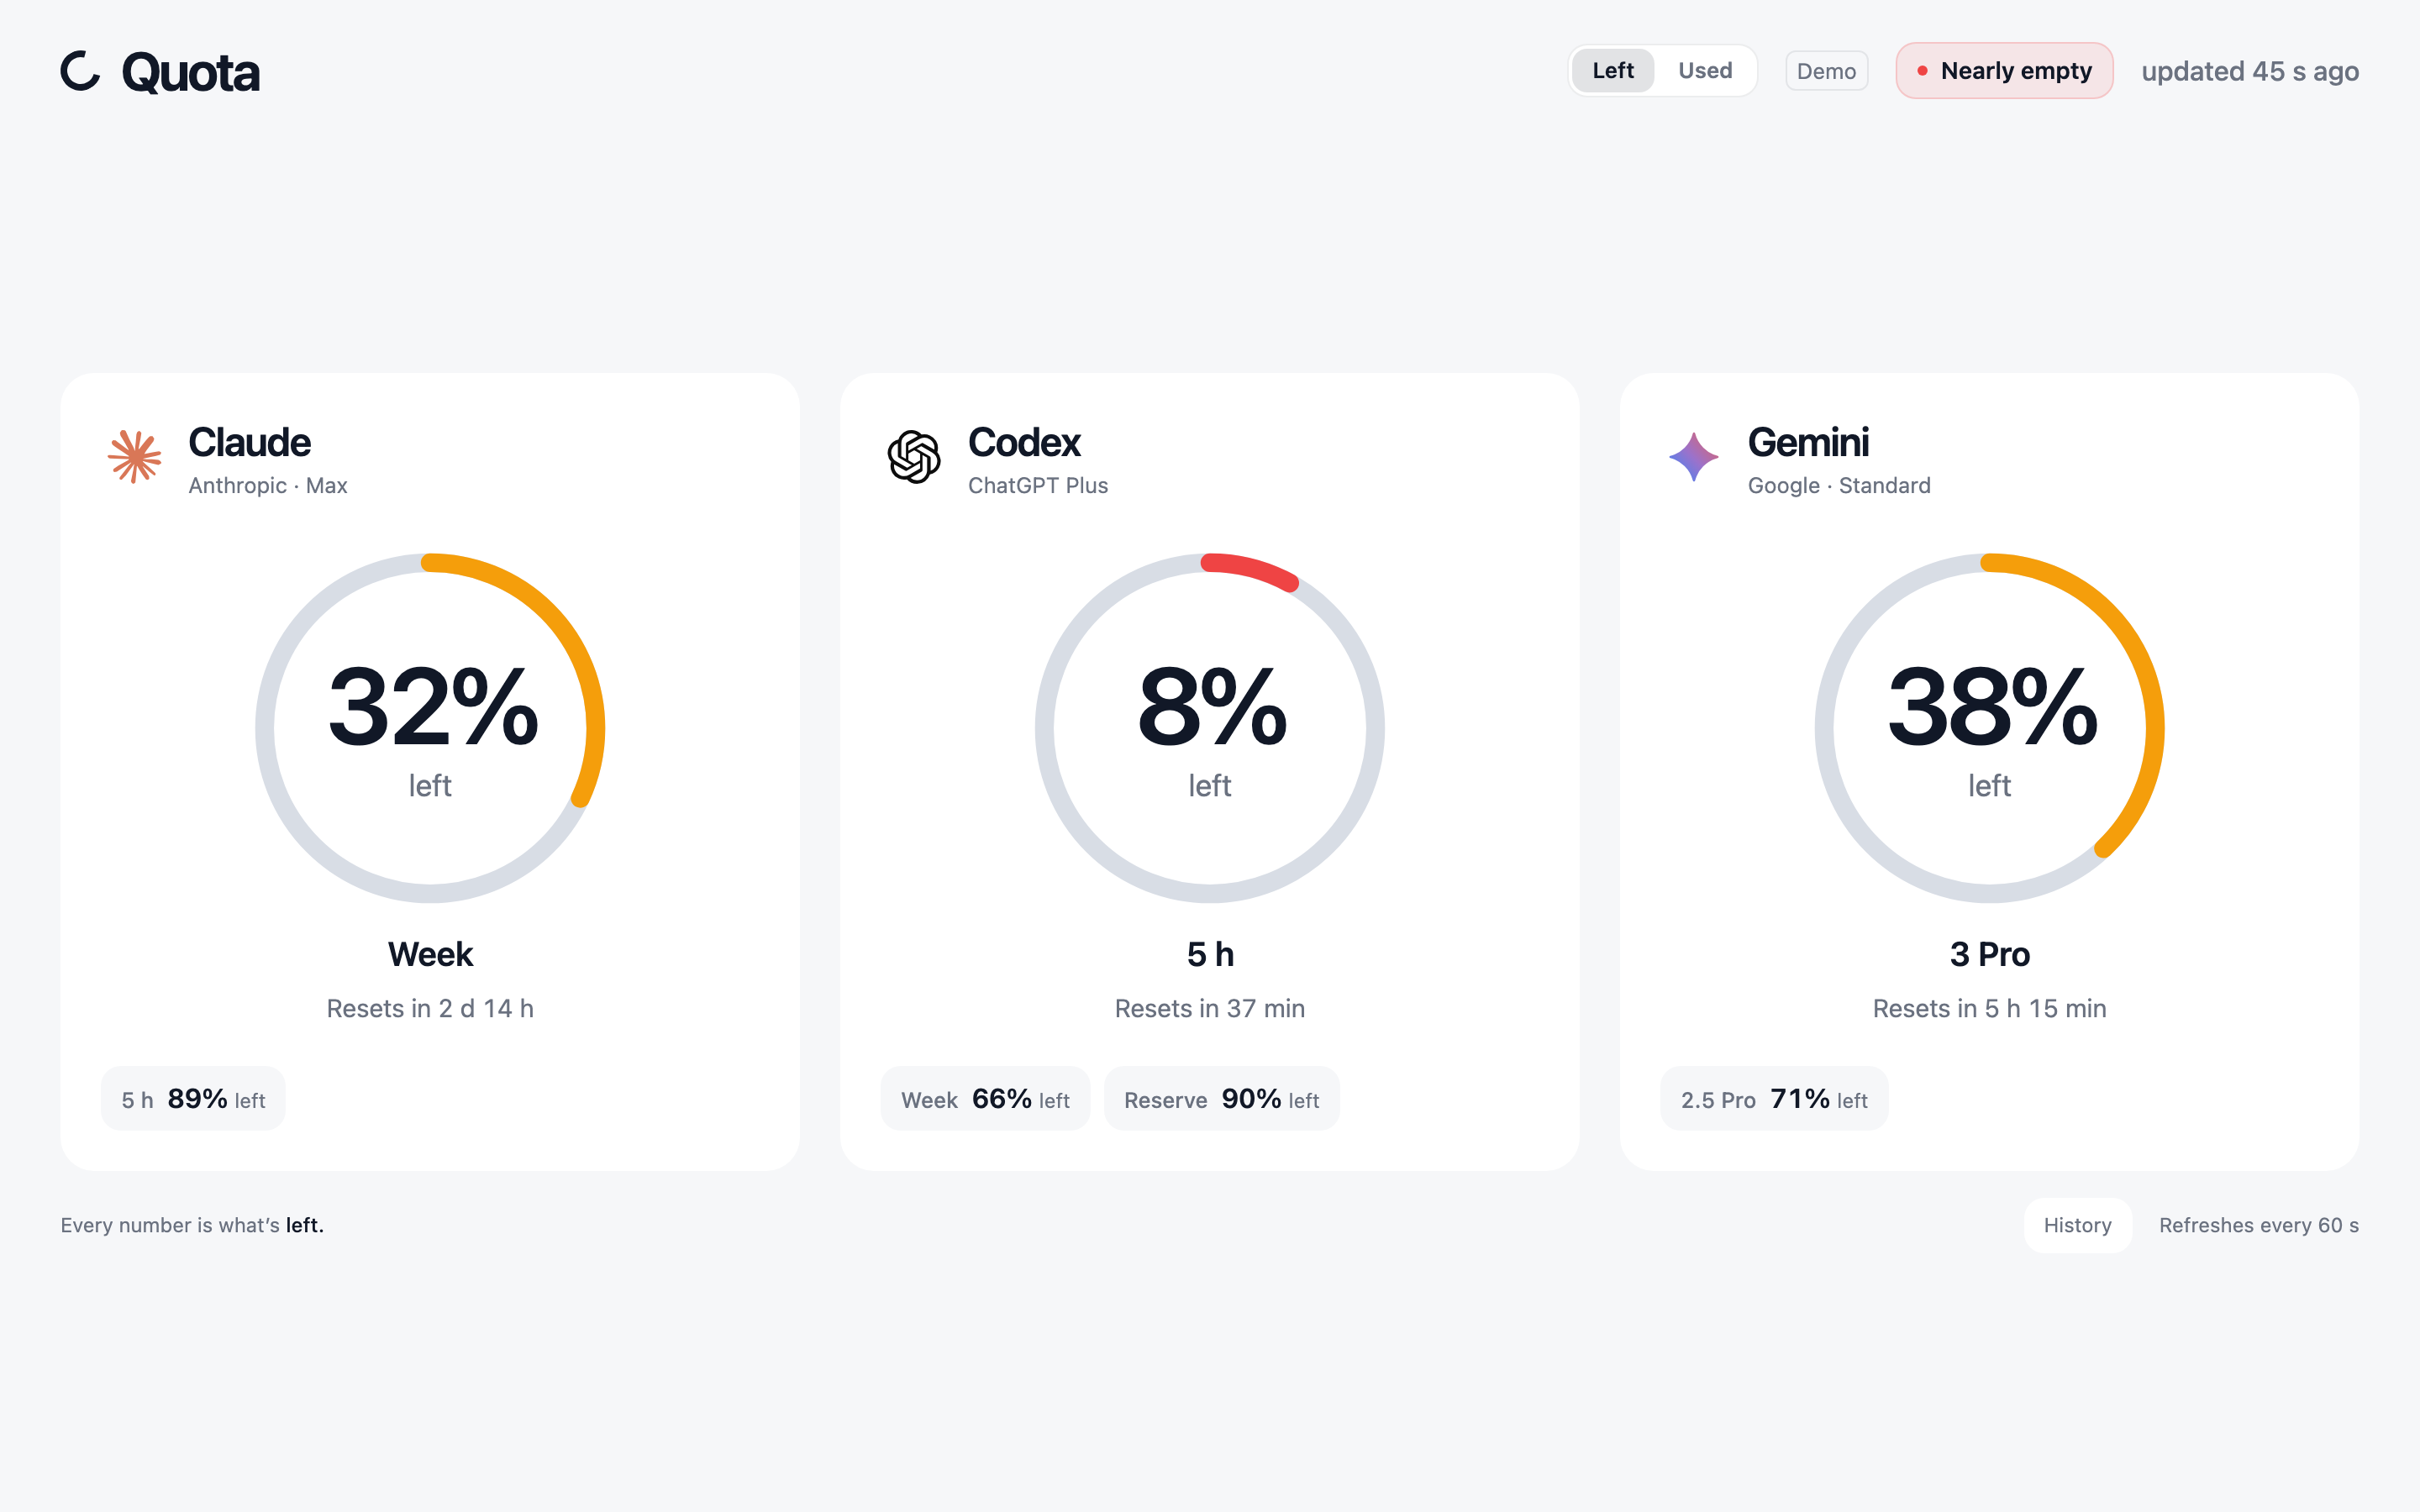 Quota
Left Used Demo Nearly empty updated 45 s ago
Claude
Anthropic · Max
32%
left
Week
Resets in 2 d 14 h
5 h 89% left
Codex
ChatGPT Plus
8%
left
5 h
Resets in 37 min
Week 66% left Reserve 90% left
Gemini
Google · Standard
38%
left
3 Pro
Resets in 5 h 15 min
2.5 Pro 71% left
Every number is what’s left.
History Refreshes every 60 s